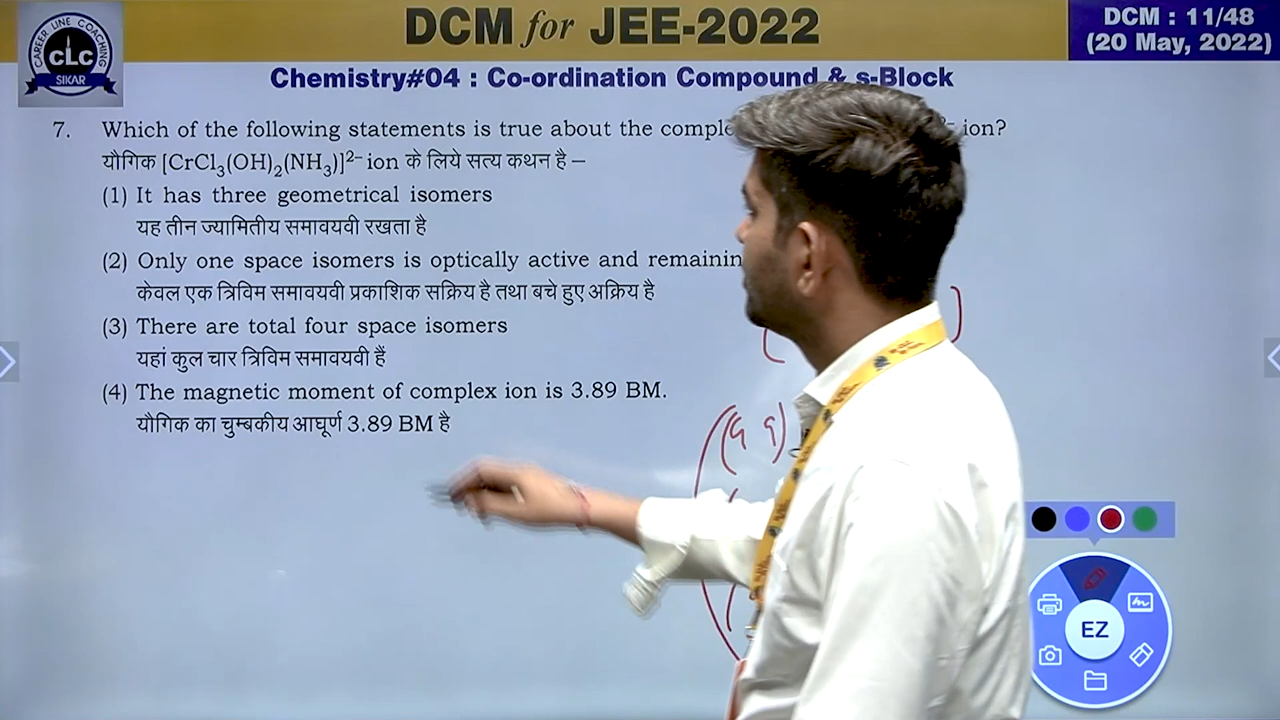 DCM for JEE-2022
DCM : 11/48
(20 May, 2022)
CAREER LINE COACHING
CLC
SIKAR
Chemistry#04 : Co-ordination Compound & s-Block
7. Which of the following statements is true about the ion?
यौगिक [CrCl₃(OH)₂(NH₃)]²⁻ ion के लिये सत्य कथन है –
(1) It has three geometrical isomers
यह तीन ज्यामितीय समावयवी रखता है
(2) Only one space isomers is optically active and
केवल एक त्रिविम समावयवी प्रकाशिक सक्रिय है तथा बचे हुए अक्रिय है
(3) There are total four space isomers
यहां कुल चार त्रिविम समावयवी हैं
(4) The magnetic moment of complex ion is 3.89 BM.
यौगिक का चुम्बकीय आघूर्ण 3.89 BM है
EZ